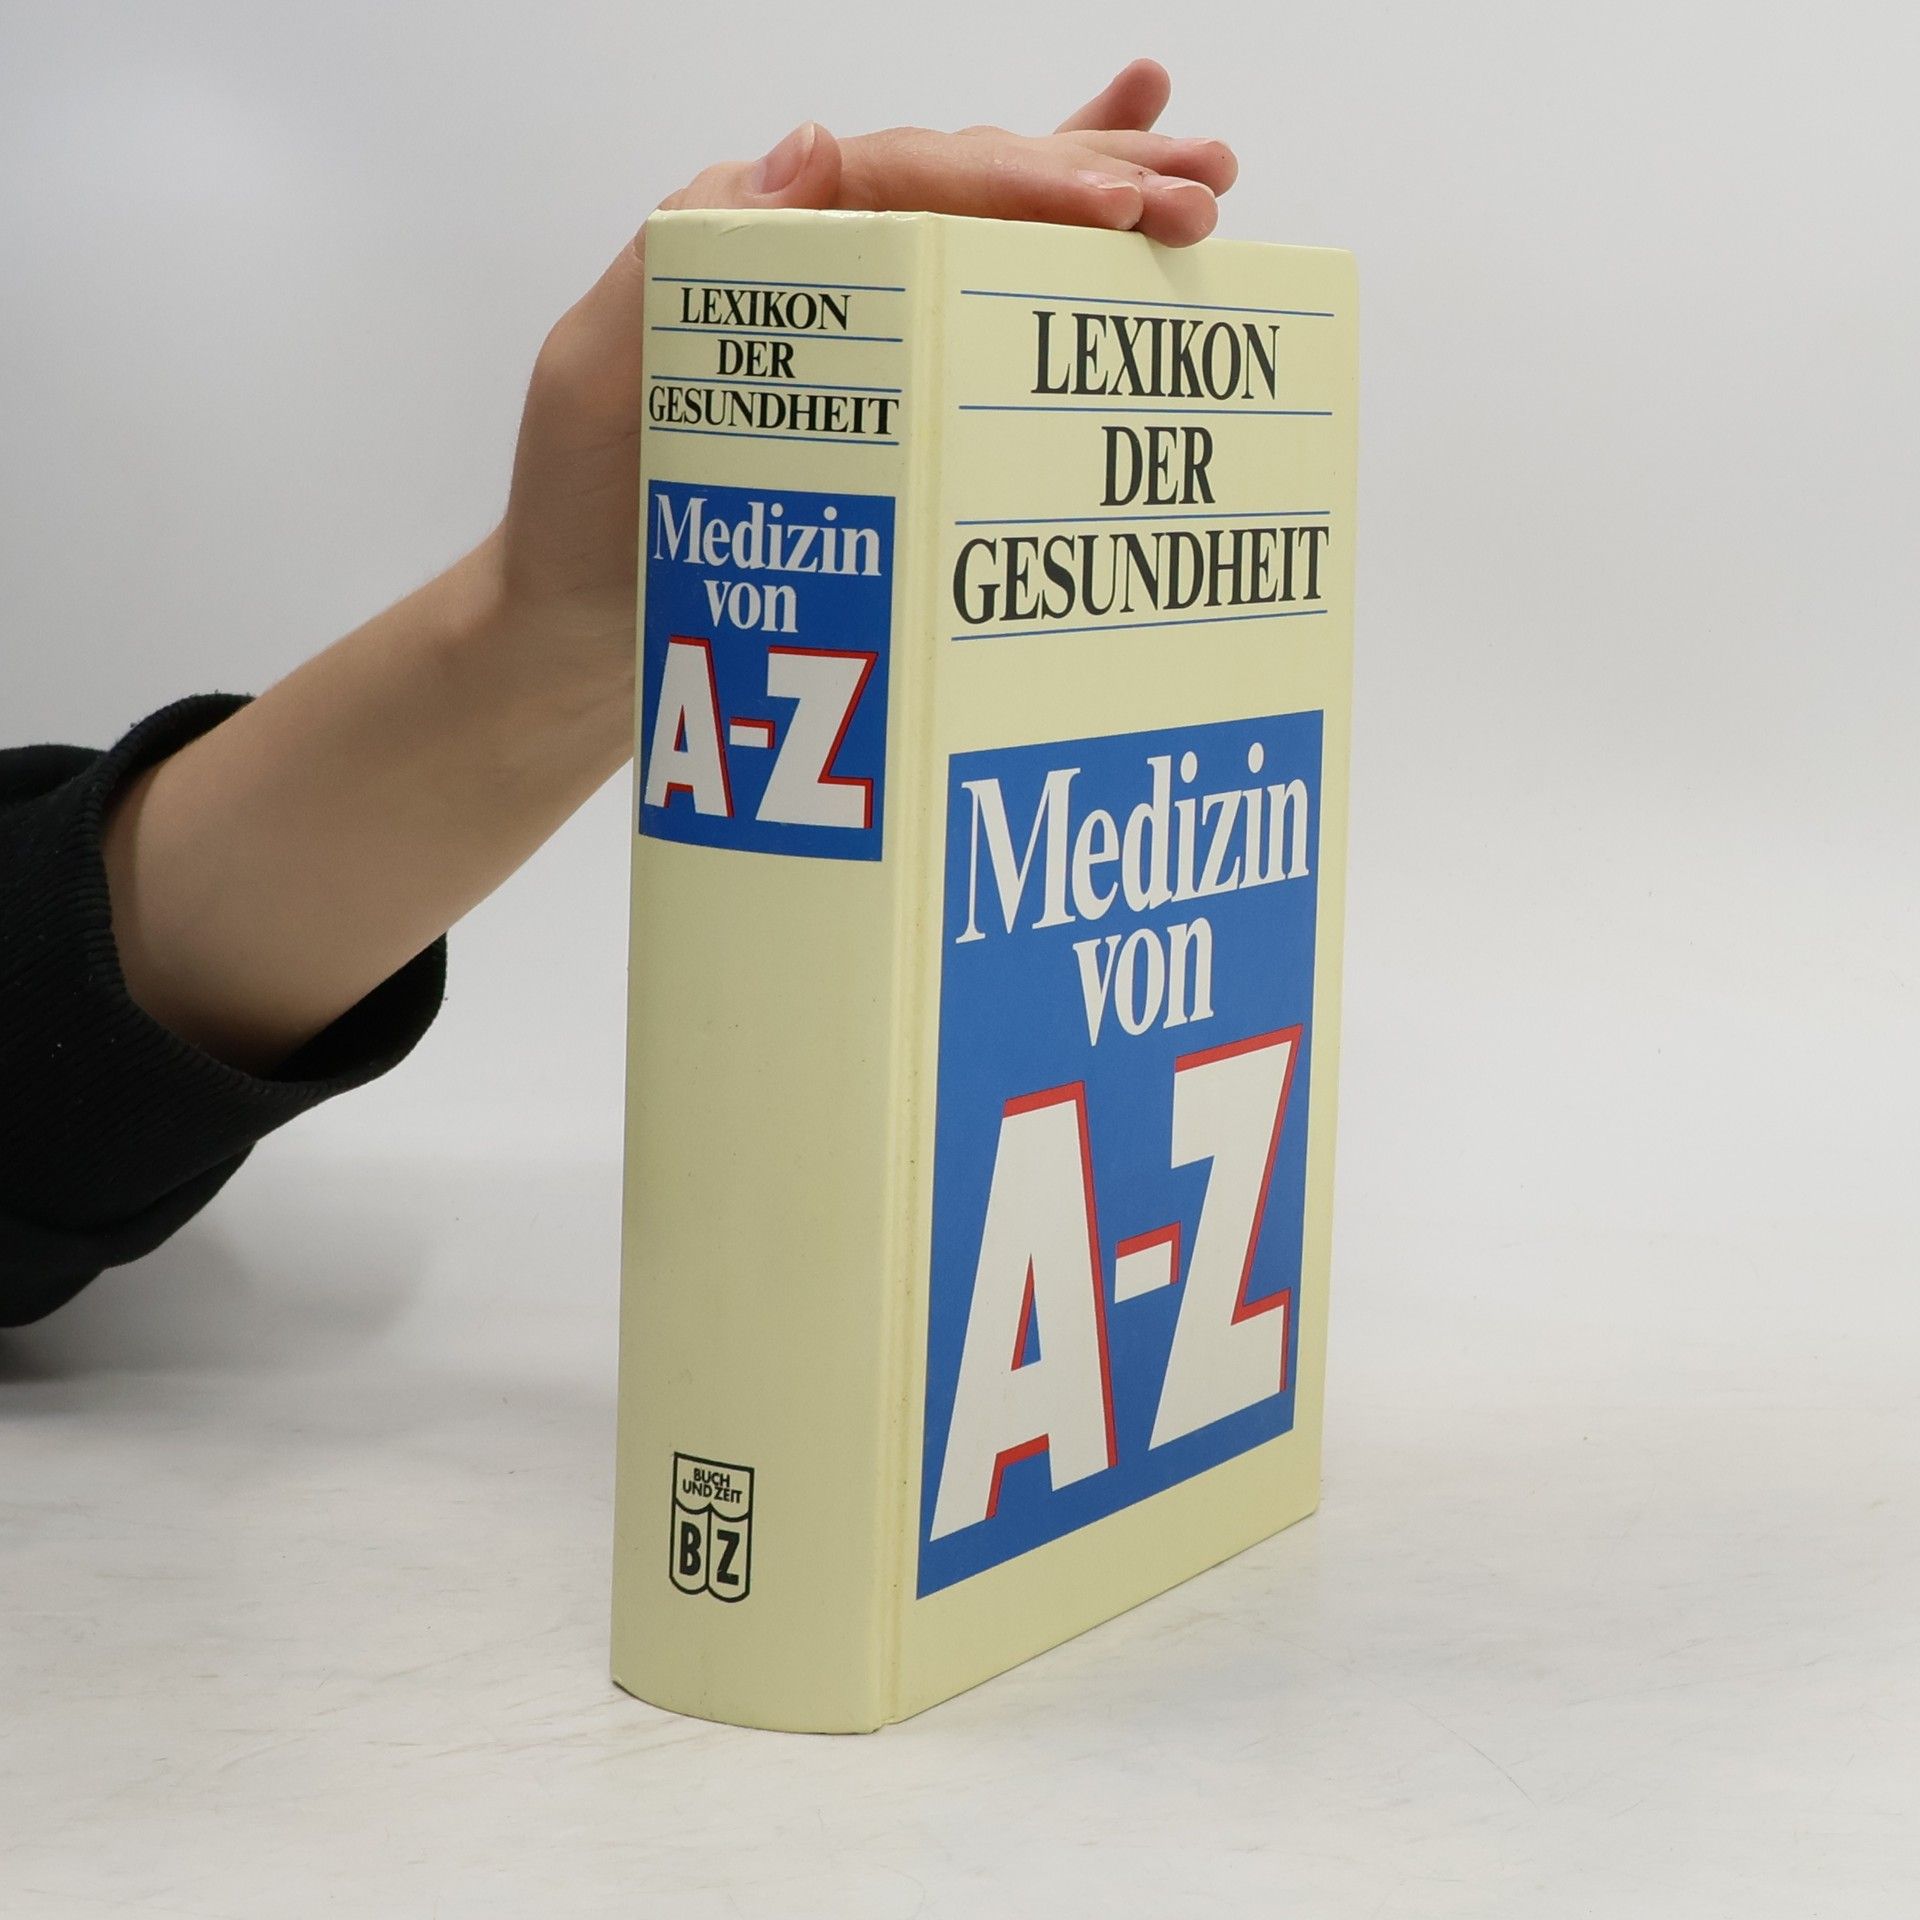 LEXIKON
DER
GESUNDHEIT
Medizin
von
A-Z
BUCH
UND ZEIT
B Z
LEXIKON
DER
GESUNDHEIT
Medizin
von
A-Z